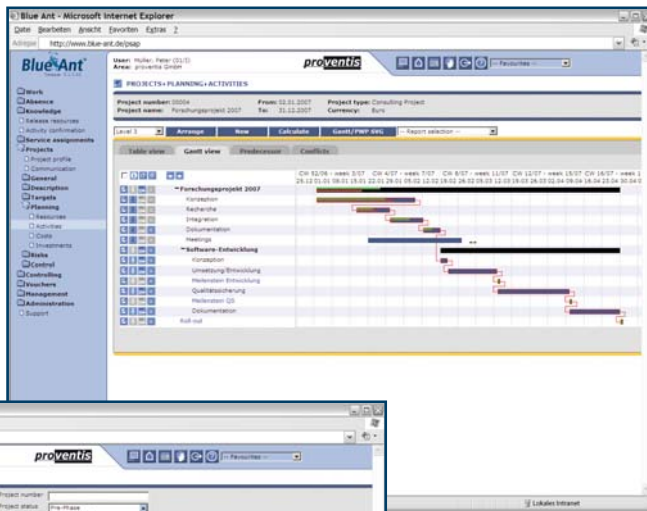 Blue Ant - Microsoft Internet Explorer
Datei Bearbeiten Ansicht Favoriten Extras ?
Adresse http://www.blue-ant.de/psap
Blue Ant
User: Müller, Peter
Area: proventis GmbH
proventis
-- Favourites --
PROJECTS+PLANNING+ACTIVITIES
Work
Absence
Knowledge
Release resources
Activity confirmation
Service assignments
Projects
Project profile
Communication
General
Description
Targets
Planning
Resources
Activities
Costs
Investments
Risks
Control
Controlling
Vouchers
Management
Administration
Support
Project number: 00004 From: 02.01.2007 Project type: Consulting Project
Project name: Forschungsprojekt 2007 To: 31.12.2007 Currency: Euro
Level 3 Arrange New Calculate Gantt/PWP SVG -- Report selection --
Table view Gantt view Predecessor Conflicts
Forschungsprojekt 2007
Konzeption
Recherche
Integration
Dokumentation
Meetings
Software-Entwicklung
Konzeption
Umsetzung/Entwicklung
Meilenstein Entwicklung
Qualitätssicherung
Meilenstein QS
Dokumentation
Roll-out
Lokales Intranet
proventis
-- Favourites --
Project number
Project status Pre-Phase